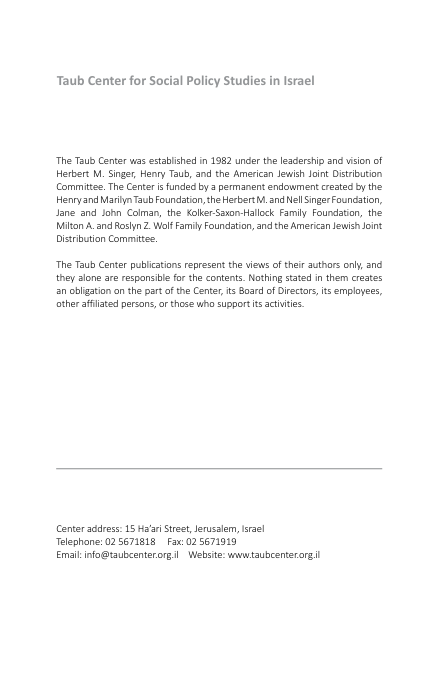 Taub Center for Social Policy Studies in Israel
The Taub Center was established in 1982 under the leadership and vision of
Herbert M. Singer, Henry Taub, and the American Jewish Joint Distribution
Committee. The Center is funded by a permanent endowment created by the
Henry and Marilyn Taub Foundation, the Herbert M. and Nell Singer Foundation,
Jane and John Colman, the Kolker-Saxon-Hallock Family Foundation, the
Milton A. and Roslyn Z. Wolf Family Foundation, and the American Jewish Joint
Distribution Committee.
The Taub Center publications represent the views of their authors only, and
they alone are responsible for the contents. Nothing stated in them creates
an obligation on the part of the Center, its Board of Directors, its employees,
other affiliated persons, or those who support its activities.
Center address: 15 Ha’ari Street, Jerusalem, Israel
Telephone: 02 5671818 Fax: 02 5671919
Email: info@taubcenter.org.il Website: www.taubcenter.org.il